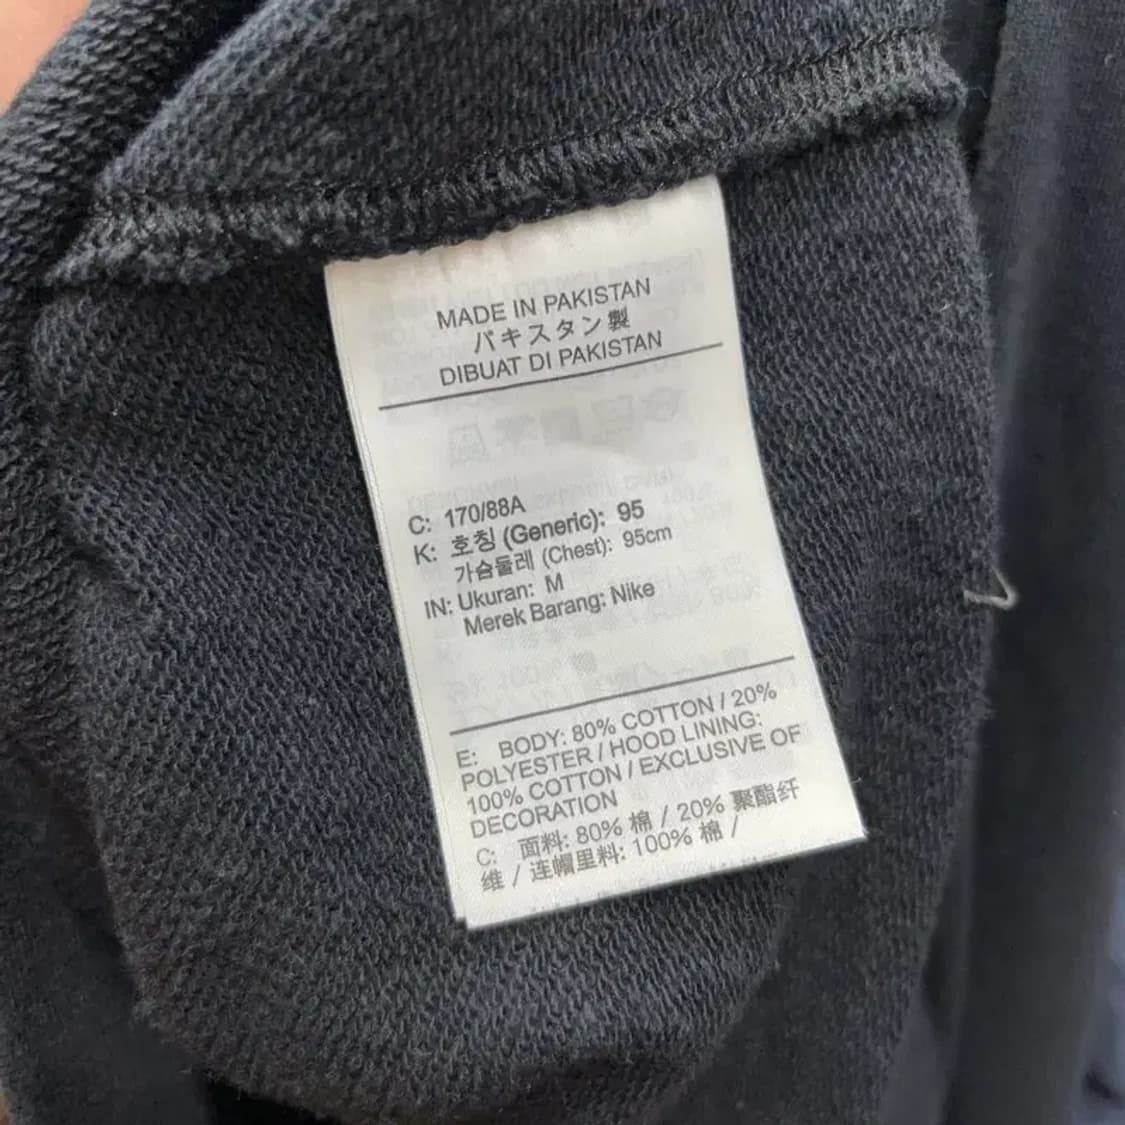 MADE IN PAKISTAN
パキスタン製
DIBUAT DI PAKISTAN
C: 170/88A
K: 호칭 (Generic): 95
가슴둘레 (Chest): 95cm
IN: Ukuran: M
Merek Barang: Nike
E: BODY: 80% COTTON / 20%
POLYESTER / HOOD LINING:
100% COTTON / EXCLUSIVE OF
DECORATION
C: 面料: 80% 棉 / 20% 聚酯纤
维 / 连帽里料: 100% 棉 /